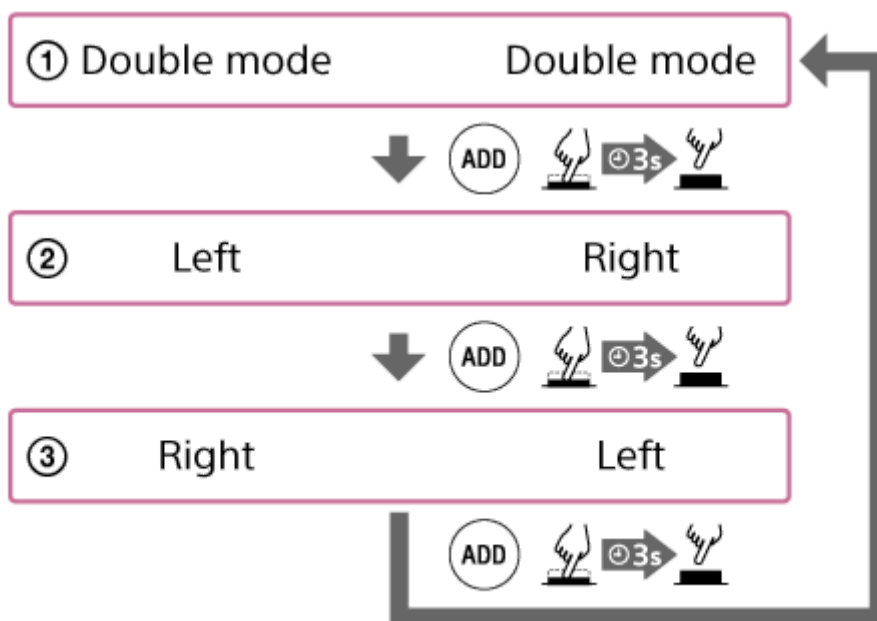 ① Double mode Double mode
ADD 3s
② Left Right
ADD 3s
③ Right Left
ADD 3s